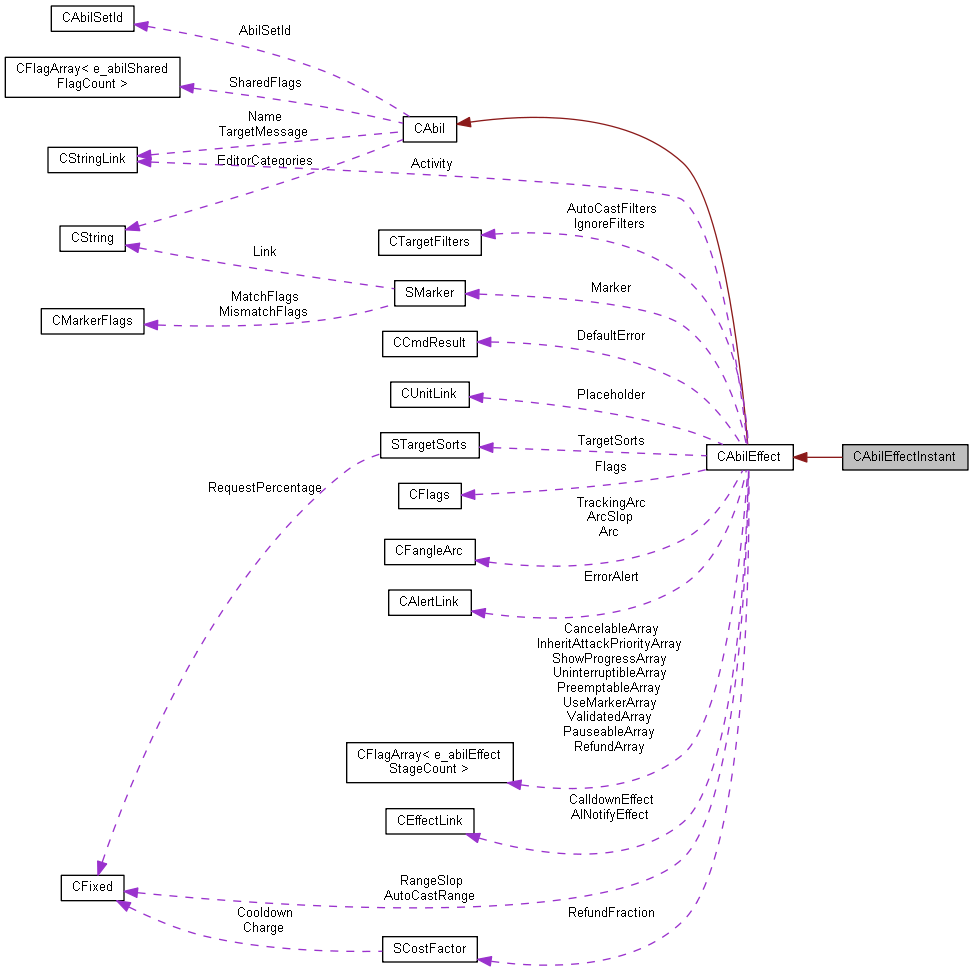 CAbilSetId
AbilSetId
CFlagArray< e_abilShared
FlagCount >
SharedFlags
Name
TargetMessage
CAbil
CStringLink
EditorCategories
Activity
CString
AutoCastFilters
IgnoreFilters
CTargetFilters
Link
SMarker
Marker
MatchFlags
MismatchFlags
CMarkerFlags
CCmdResult
DefaultError
CUnitLink
Placeholder
STargetSorts
TargetSorts
CAbilEffect
CAbilEffectInstant
Flags
RequestPercentage
CFlags
TrackingArc
ArcSlop
Arc
CFangleArc
ErrorAlert
CAlertLink
CancelableArray
InheritAttackPriorityArray
ShowProgressArray
UninterruptibleArray
PreemptableArray
UseMarkerArray
ValidatedArray
PauseableArray
RefundArray
CFlagArray< e_abilEffect
StageCount >
CalldownEffect
AINotifyEffect
CEffectLink
CFixed
RangeSlop
AutoCastRange
Cooldown
Charge
RefundFraction
SCostFactor